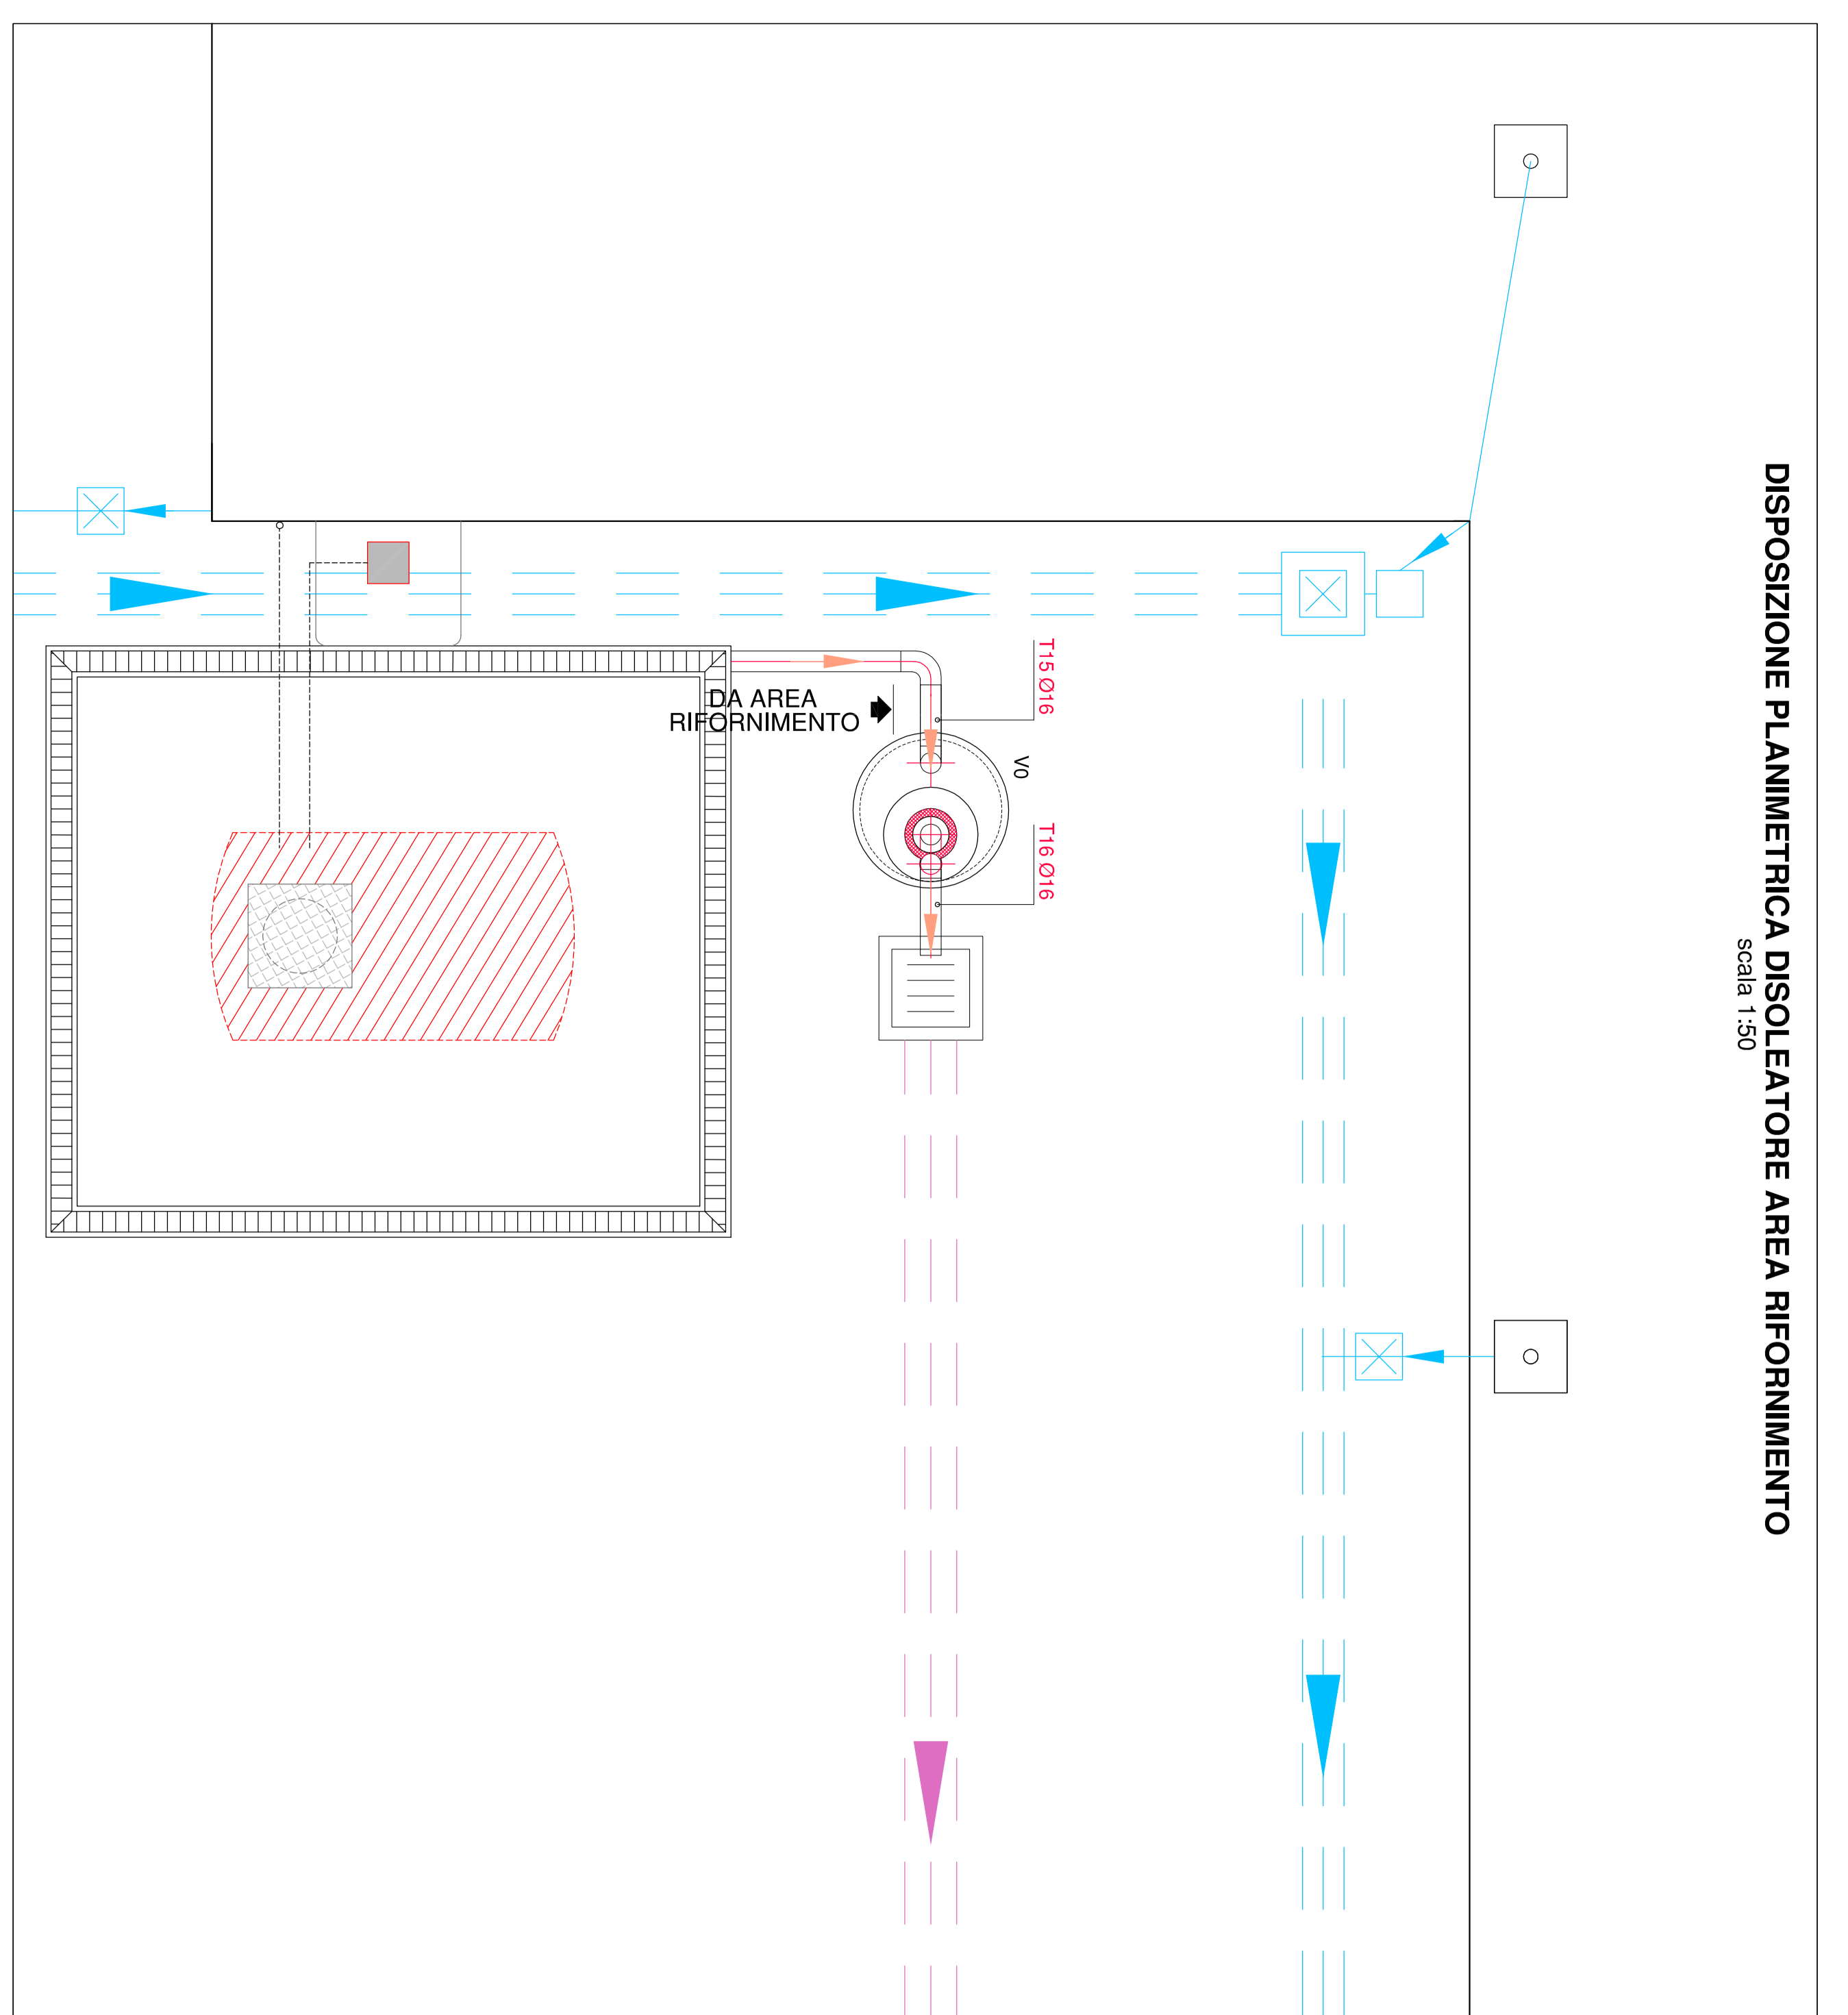 DISPOSIZIONE PLANIMETRICA DISOLEATORE AREA RIFORNIMENTO
scala 1:50
T15 Ø16
DA AREA
RIFORNIMENTO
V0
T16 Ø16